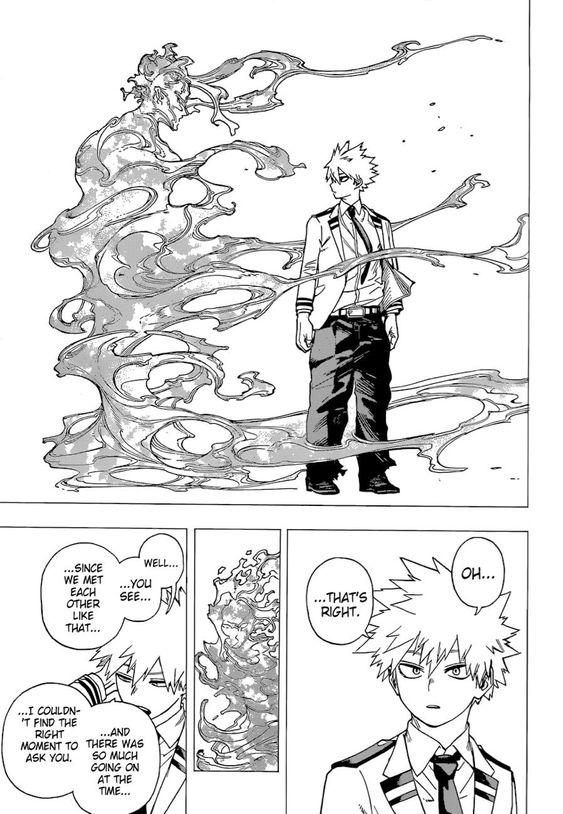 OH...
...THAT'S
RIGHT.
WELL...
...YOU
SEE...
...SINCE
WE MET
EACH
OTHER
LIKE
THAT...
...AND
THERE WAS
SO MUCH
GOING ON
AT THE
TIME...
...I COULDN-
'T FIND THE
RIGHT
MOMENT TO
ASK YOU.